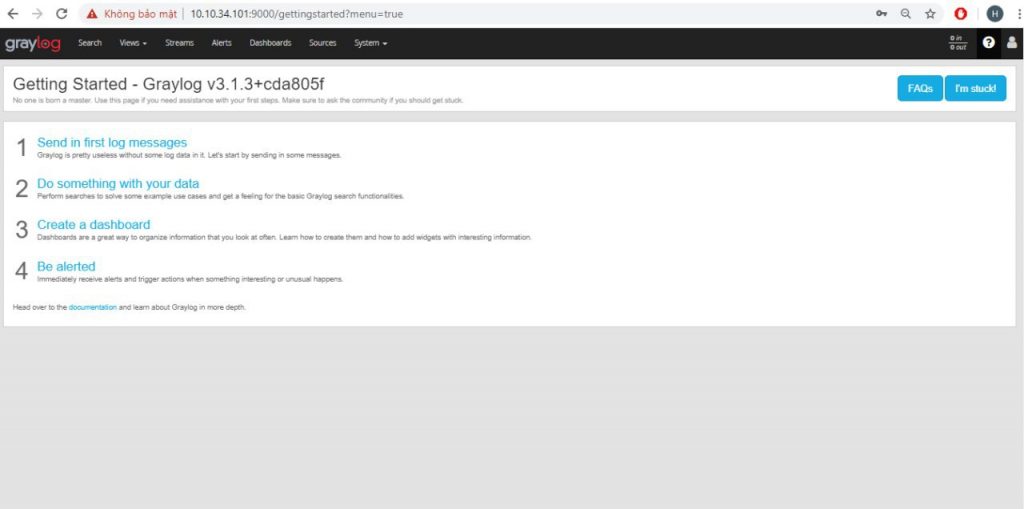 Không bảo mật 10.10.34.101:9000/gettingstarted?menu=true H
graylog Search Views Streams Alerts Dashboards Sources System 0 in
0 out
Getting Started - Graylog v3.1.3+cda805f
No one is born a master. Use this page if you need assistance with your first steps. Make sure to ask the community if you should get stuck.
FAQs I'm stuck!
1 Send in first log messages
Graylog is pretty useless without some log data in it. Let's start by sending in some messages.
2 Do something with your data
Perform searches to solve some example use cases and get a feeling for the basic Graylog search functionalities.
3 Create a dashboard
Dashboards are a great way to organize information that you look at often. Learn how to create them and how to add widgets with interesting information.
4 Be alerted
Immediately receive alerts and trigger actions when something interesting or unusual happens.
Head over to the documentation and learn about Graylog in more depth.